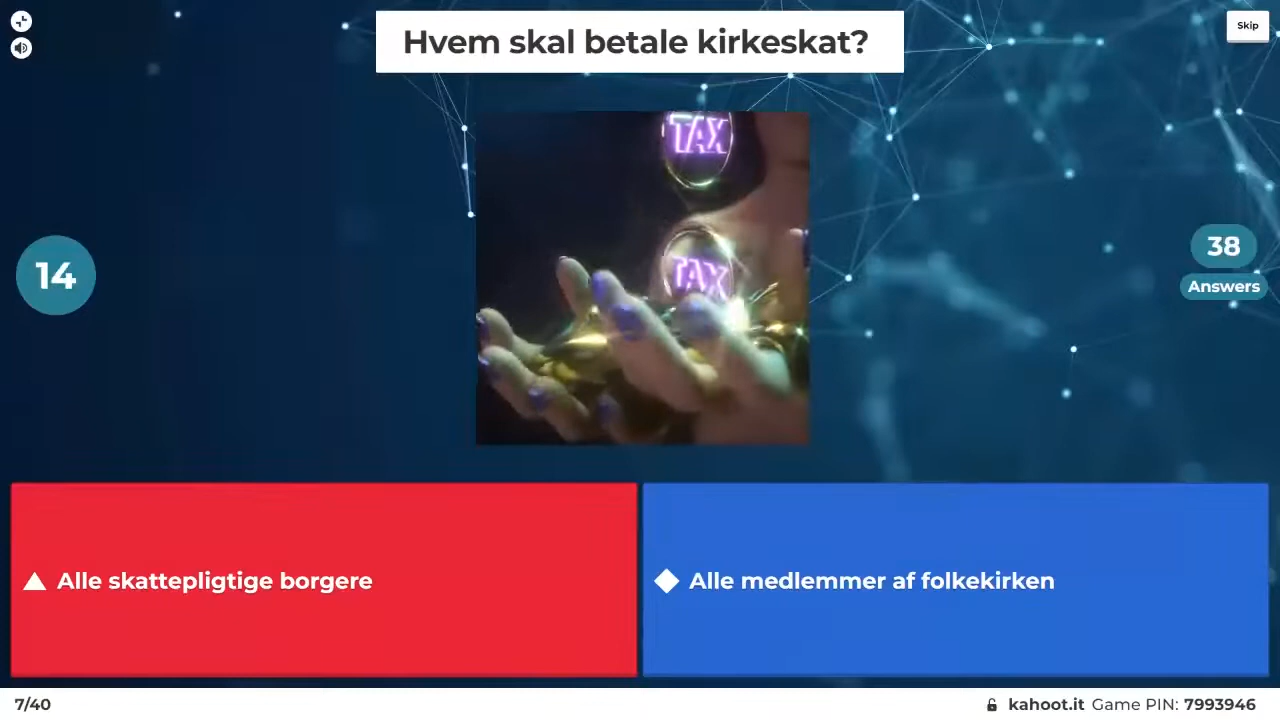 Hvem skal betale kirkeskat?
Skip
TAX
TAX
14
38
Answers
Alle skattepligtige borgere
Alle medlemmer af folkekirken
7/40
kahoot.it Game PIN: 7993946